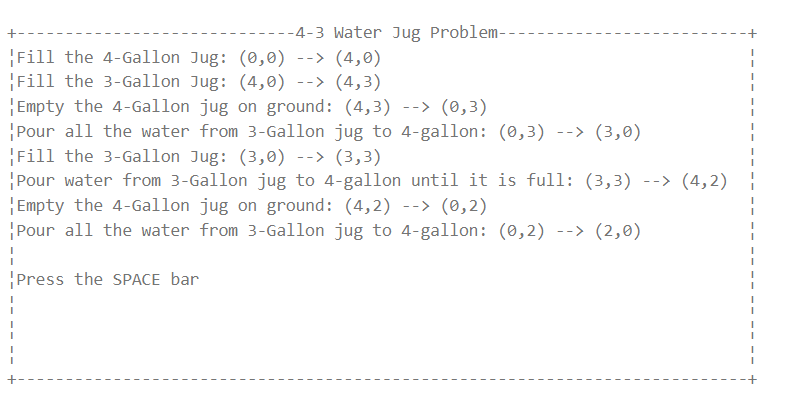 +-----------------------------4-3 Water Jug Problem--------------------------+
¦Fill the 4-Gallon Jug: (0,0) --> (4,0) ¦
¦Fill the 3-Gallon Jug: (4,0) --> (4,3) ¦
¦Empty the 4-Gallon jug on ground: (4,3) --> (0,3) ¦
¦Pour all the water from 3-Gallon jug to 4-gallon: (0,3) --> (3,0) ¦
¦Fill the 3-Gallon Jug: (3,0) --> (3,3) ¦
¦Pour water from 3-Gallon jug to 4-gallon until it is full: (3,3) --> (4,2) ¦
¦Empty the 4-Gallon jug on ground: (4,2) --> (0,2) ¦
¦Pour all the water from 3-Gallon jug to 4-gallon: (0,2) --> (2,0) ¦
¦ ¦
¦Press the SPACE bar ¦
¦ ¦
¦ ¦
¦ ¦
+----------------------------------------------------------------------------+